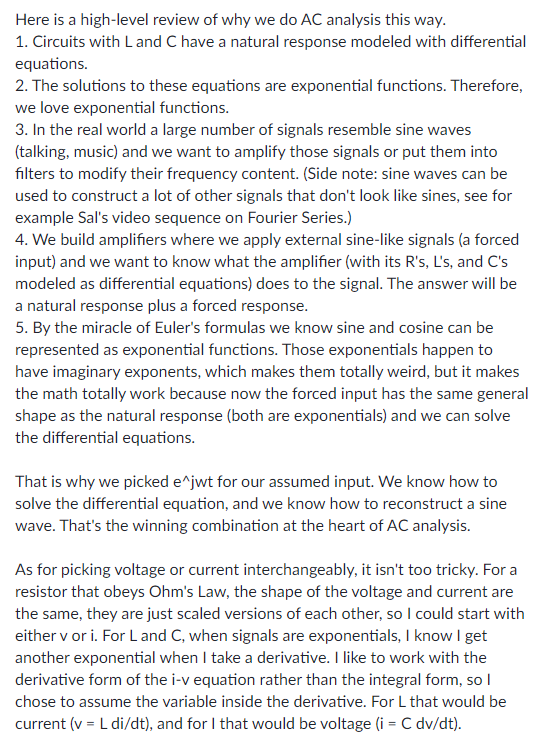 Here is a high-level review of why we do AC analysis this way.
1. Circuits with L and C have a natural response modeled with differential
equations.
2. The solutions to these equations are exponential functions. Therefore,
we love exponential functions.
3. In the real world a large number of signals resemble sine waves
(talking, music) and we want to amplify those signals or put them into
filters to modify their frequency content. (Side note: sine waves can be
used to construct a lot of other signals that don't look like sines, see for
example Sal's video sequence on Fourier Series.)
4. We build amplifiers where we apply external sine-like signals (a forced
input) and we want to know what the amplifier (with its R's, L's, and C's
modeled as differential equations) does to the signal. The answer will be
a natural response plus a forced response.
5. By the miracle of Euler's formulas we know sine and cosine can be
represented as exponential functions. Those exponentials happen to
have imaginary exponents, which makes them totally weird, but it makes
the math totally work because now the forced input has the same general
shape as the natural response (both are exponentials) and we can solve
the differential equations.
That is why we picked e^jwt for our assumed input. We know how to
solve the differential equation, and we know how to reconstruct a sine
wave. That's the winning combination at the heart of AC analysis.
As for picking voltage or current interchangeably, it isn't too tricky. For a
resistor that obeys Ohm's Law, the shape of the voltage and current are
the same, they are just scaled versions of each other, so I could start with
either v or i. For L and C, when signals are exponentials, I know I get
another exponential when I take a derivative. I like to work with the
derivative form of the i-v equation rather than the integral form, so I
chose to assume the variable inside the derivative. For L that would be
current (v = L di/dt), and for I that would be voltage (i = C dv/dt).